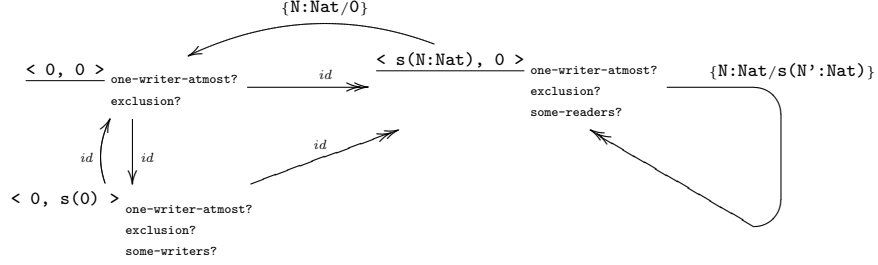 {N:Nat/0}
< 0, 0 >
one-writer-atmost?
exclusion?
id
< s(N:Nat), 0 >
one-writer-atmost?
exclusion?
some-readers?
{N:Nat/s(N':Nat)}
id
id
id
< 0, s(0) >
one-writer-atmost?
exclusion?
some-writers?